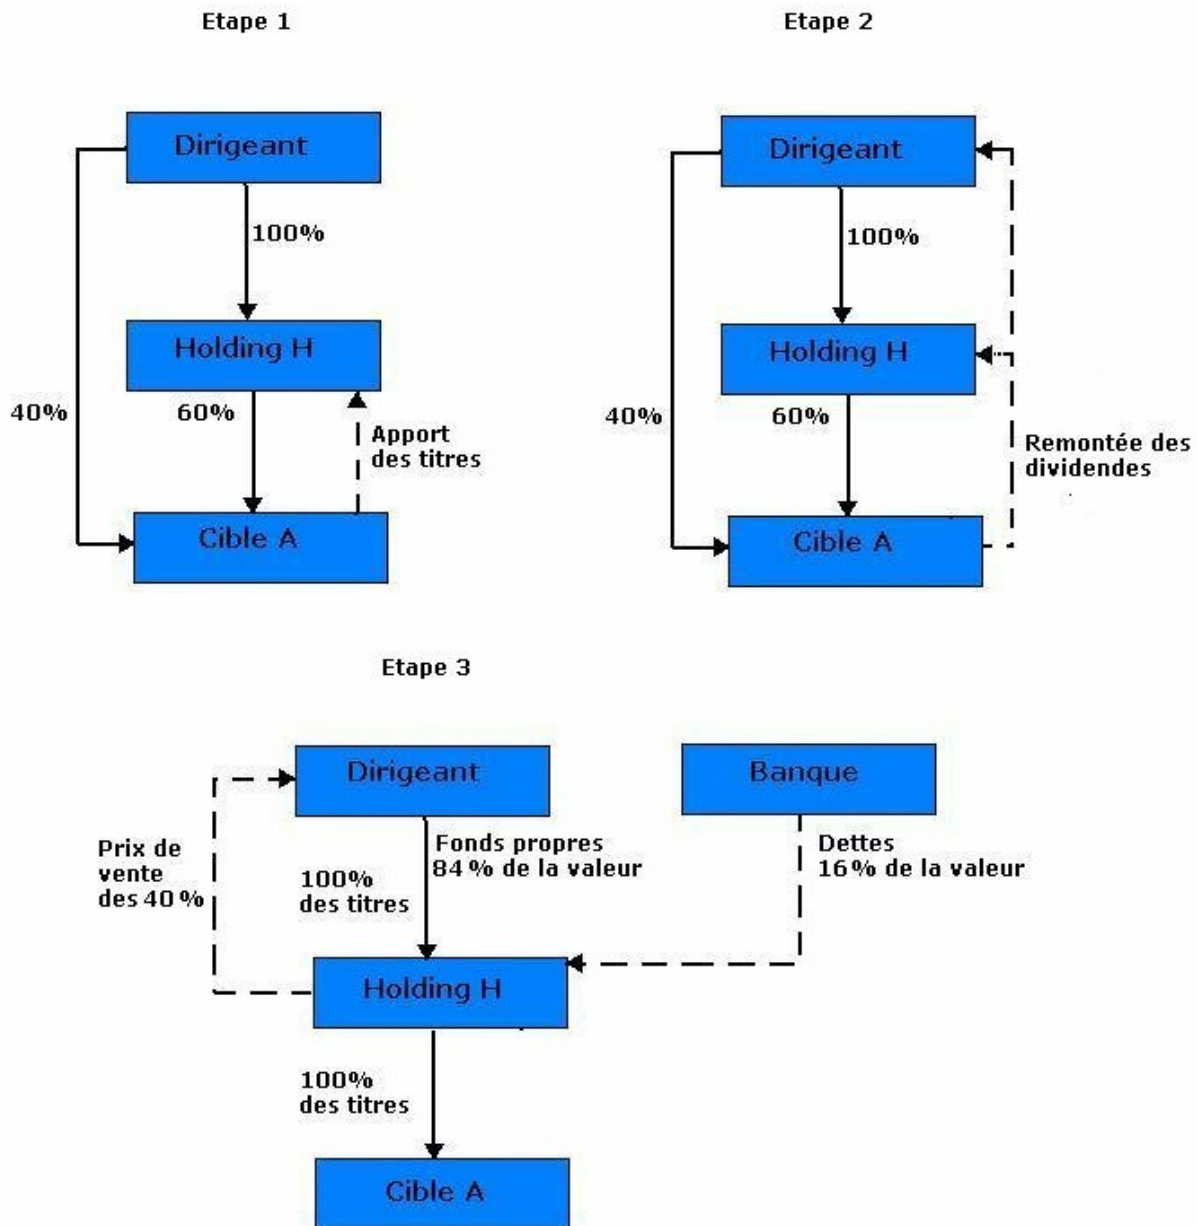 Etape 1
Dirigeant
100%
Holding H
40%
60%
Apport
des titres
Cible A
Etape 2
Dirigeant
100%
Holding H
40%
60%
Remontée des
dividendes
Cible A
Etape 3
Dirigeant
Banque
Prix de
vente
des 40%
Fonds propres
84% de la valeur
100%
des titres
Dettes
16% de la valeur
Holding H
100%
des titres
Cible A